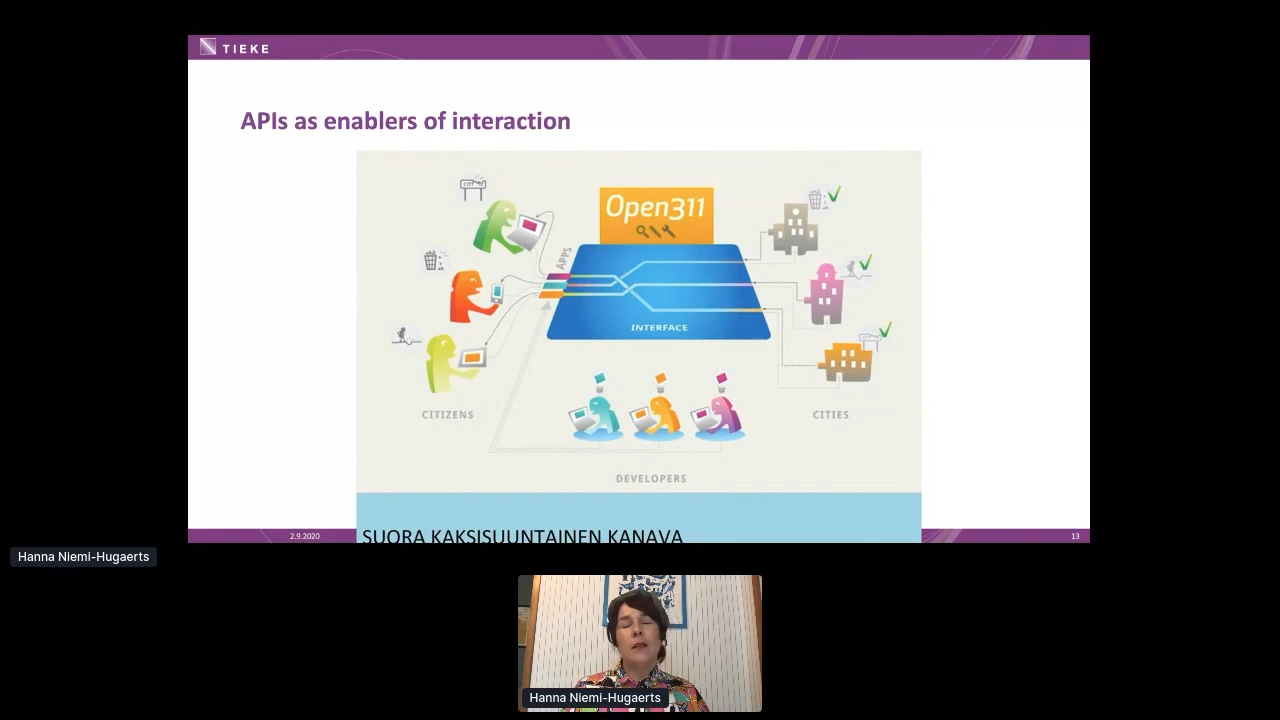 TIEKE
APIs as enablers of interaction
Open311
APPS
INTERFACE
CITIZENS
CITIES
DEVELOPERS
SUORA KAKSISUUNTAINEN KANAVA
2.9.2020
13
Hanna Niemi-Hugaerts
Hanna Niemi-Hugaerts